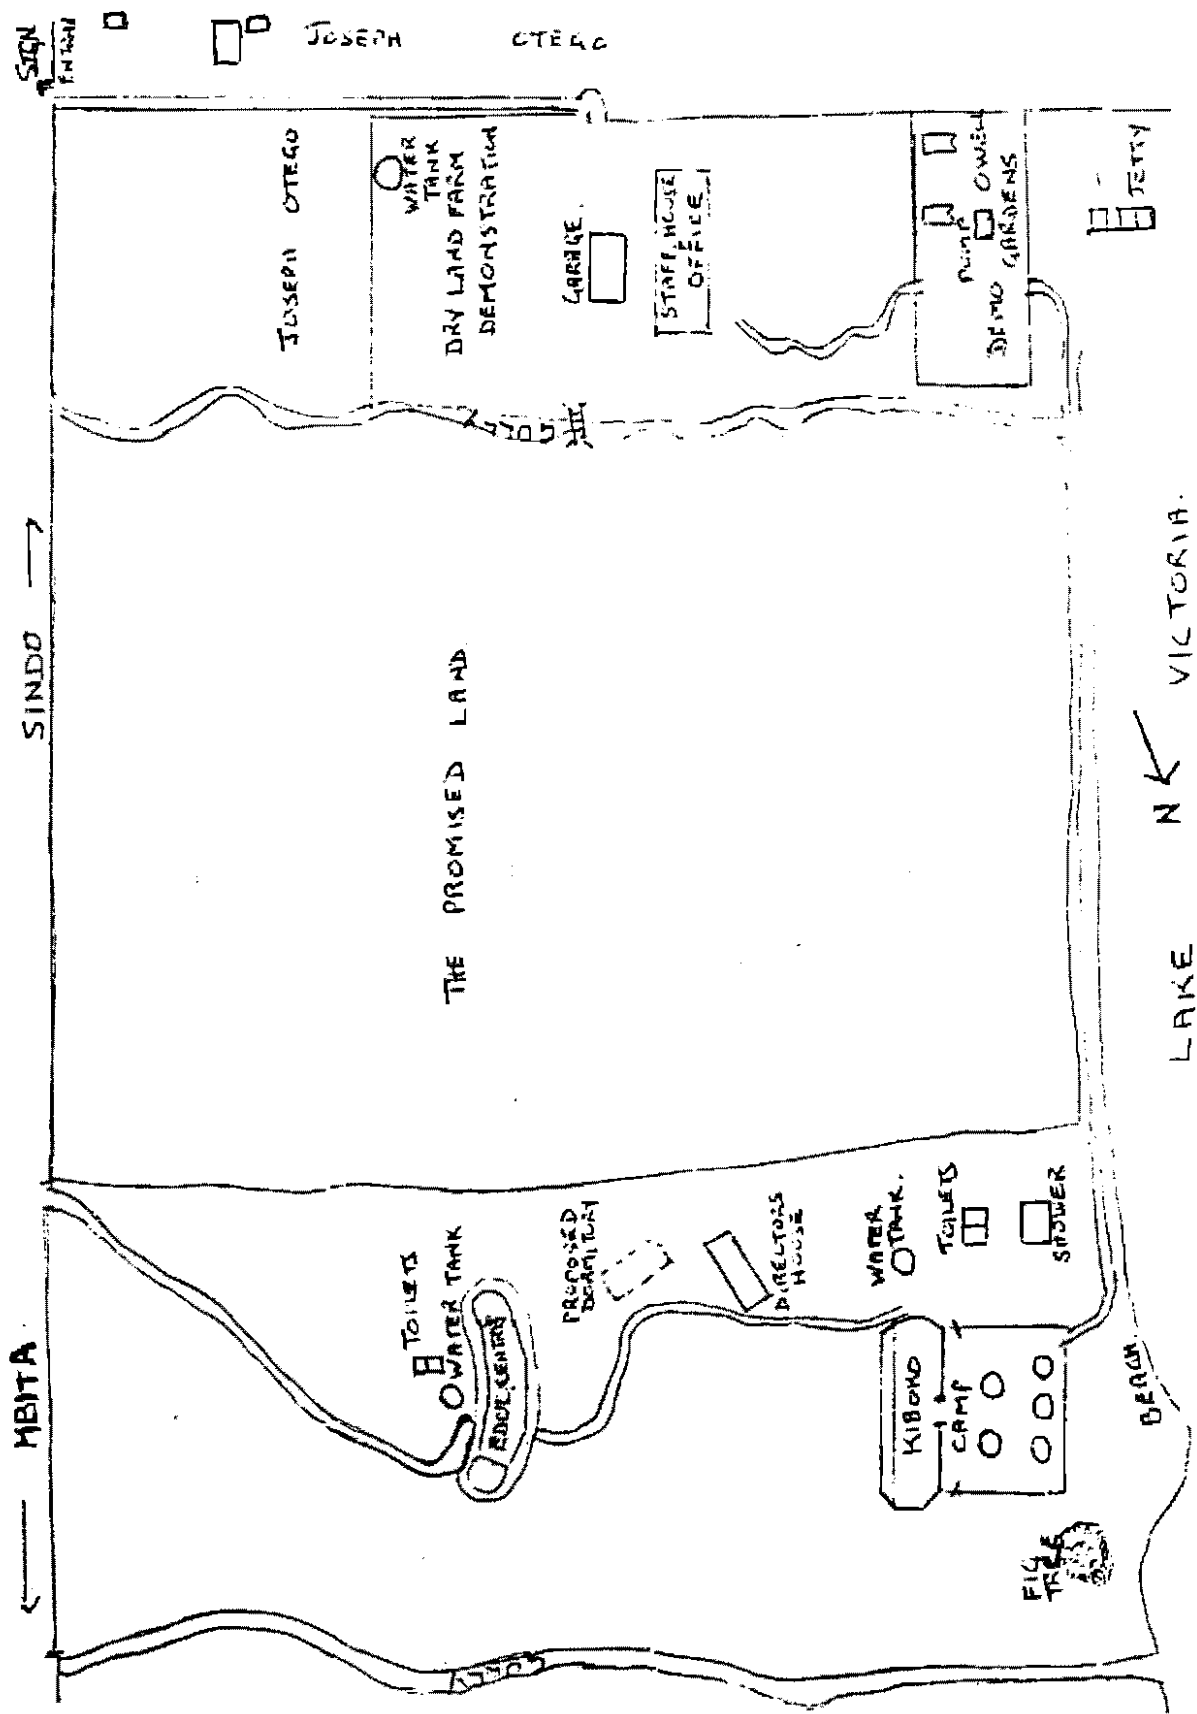 MBITA
SINDO
SIGN
JOSEPH OTEGO
JOSEPH OTEGO
WATER
TANK
DRY LAND FARM
DEMONSTRATION
GARAGE.
STAFF HOUSE
OFFICE
PUMP
DEMO GARDENS
JETTY
THE PROMISED LAND
TOILETS
WATER TANK
EDUC. CENTRE
PROPOSED
DORMITORY
DIRECTORS
HOUSE
WATER
TANK.
TOILETS
SHOWER
KIBOKO
CAMP
FIG
TREE
BEACH
N
LAKE VICTORIA.